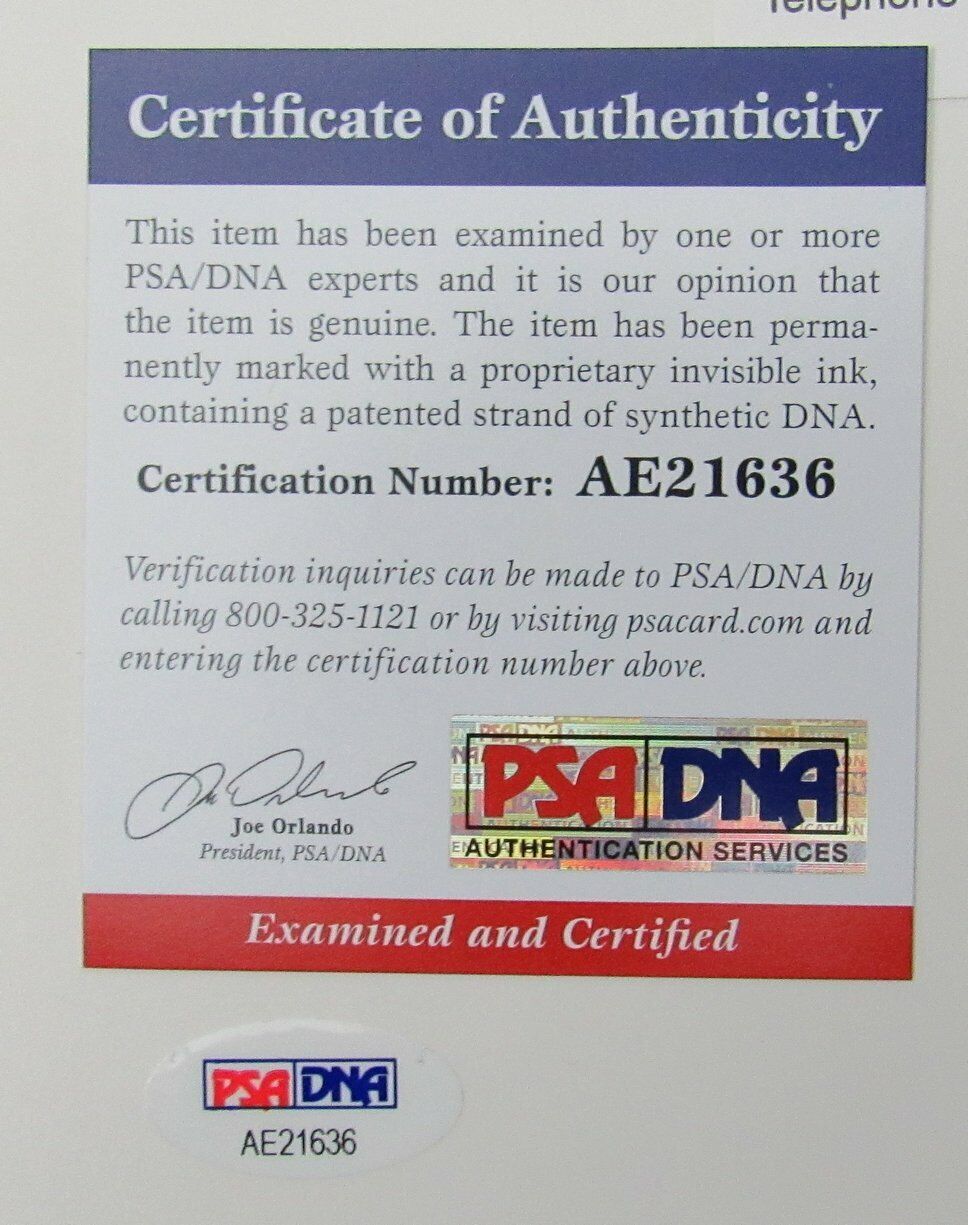 Telephone
Certificate of Authenticity
This item has been examined by one or more
PSA/DNA experts and it is our opinion that
the item is genuine. The item has been perma-
nently marked with a proprietary invisible ink,
containing a patented strand of synthetic DNA.
Certification Number: AE21636
Verification inquiries can be made to PSA/DNA by
calling 800-325-1121 or by visiting psacard.com and
entering the certification number above.
Joe Orlando
President, PSA/DNA
PSA DNA
AUTHENTICATION SERVICES
Examined and Certified
PSA DNA
AE21636